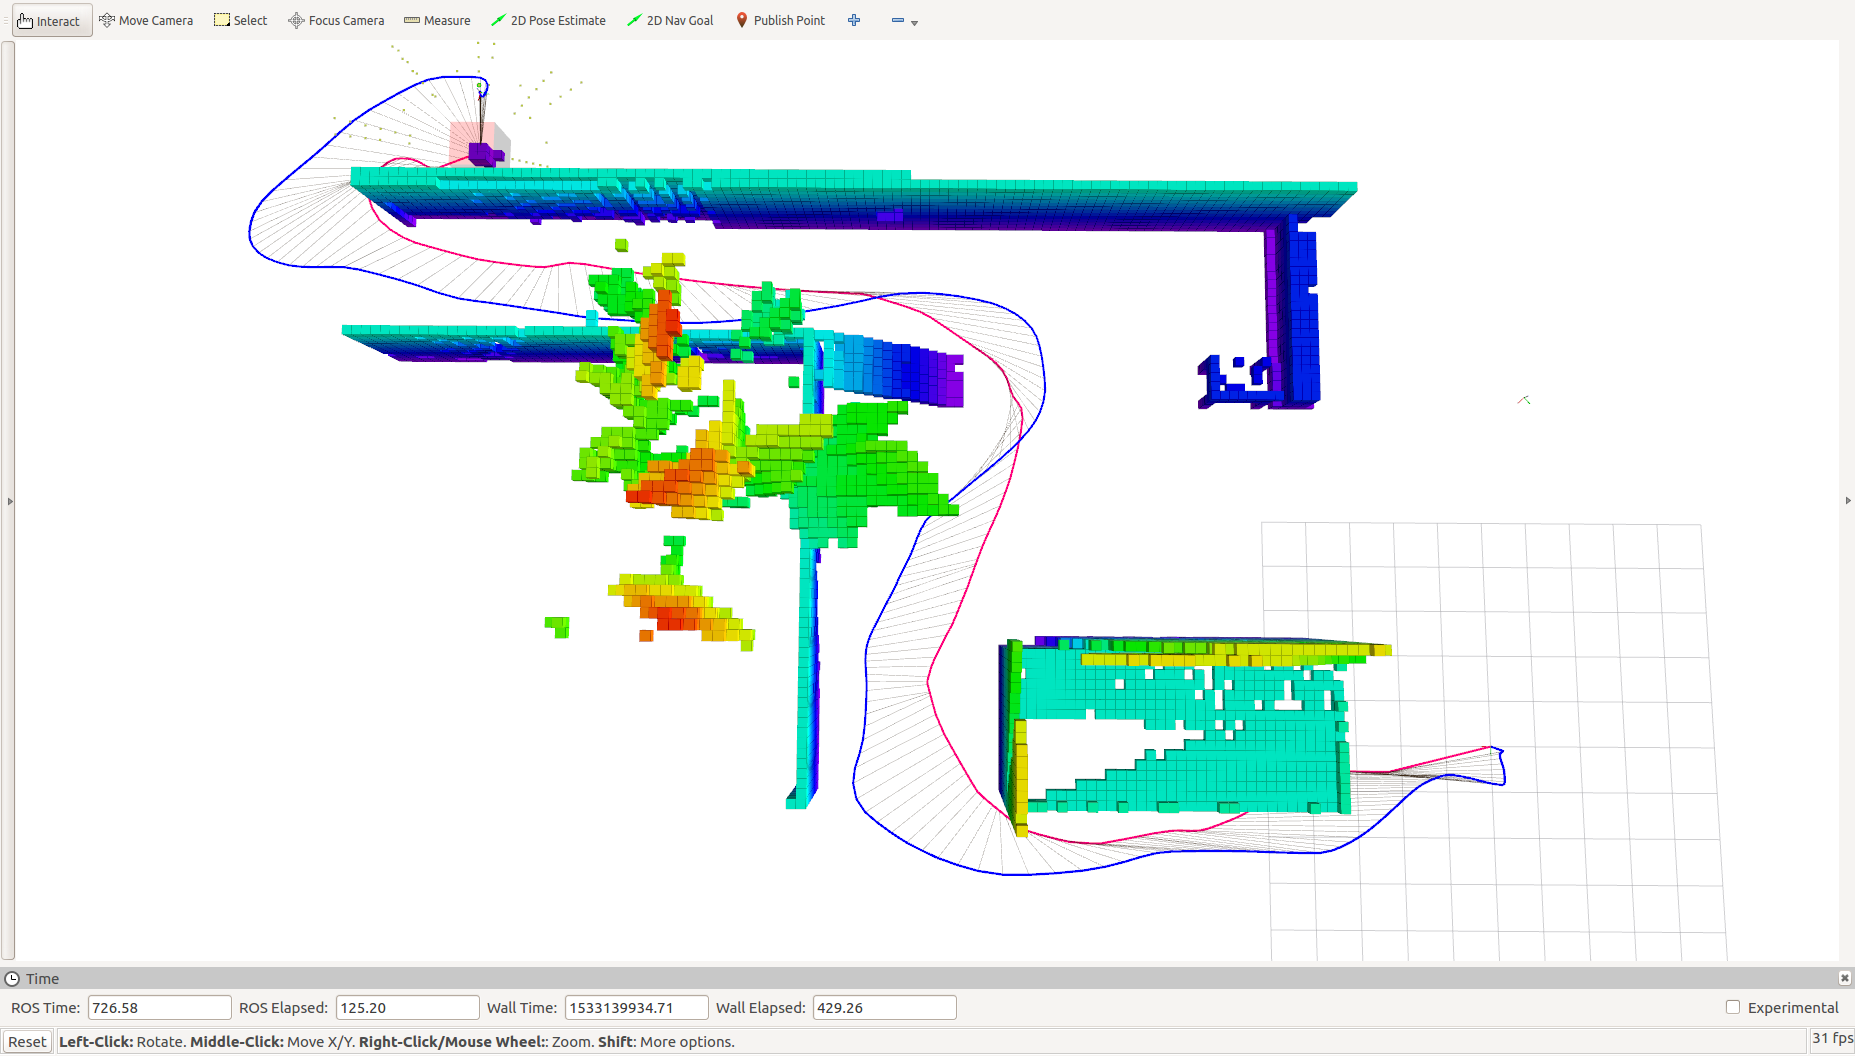 Interact Move Camera Select Focus Camera Measure 2D Pose Estimate 2D Nav Goal Publish Point
Time
ROS Time: 726.58 ROS Elapsed: 125.20 Wall Time: 1533139934.71 Wall Elapsed: 429.26 Experimental
Reset Left-Click: Rotate. Middle-Click: Move X/Y. Right-Click/Mouse Wheel:: Zoom. Shift: More options. 31 fps